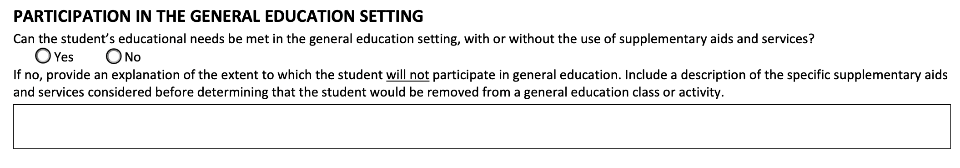 PARTICIPATION IN THE GENERAL EDUCATION SETTING
Can the student's educational needs be met in the general education setting, with or without the use of supplementary aids and services?
Yes No
If no, provide an explanation of the extent to which the student will not participate in general education. Include a description of the specific supplementary aids
and services considered before determining that the student would be removed from a general education class or activity.